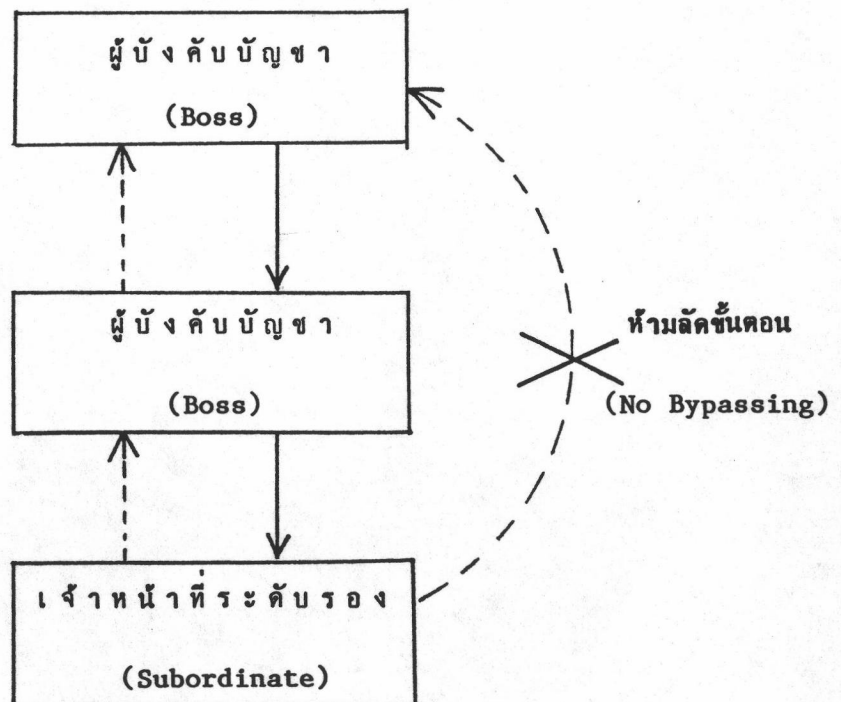 ผู้บังคับบัญชา
(Boss)
ผู้บังคับบัญชา
(Boss)
ห้ามลัดขั้นตอน
(No Bypassing)
เจ้าหน้าที่ระดับรอง
(Subordinate)